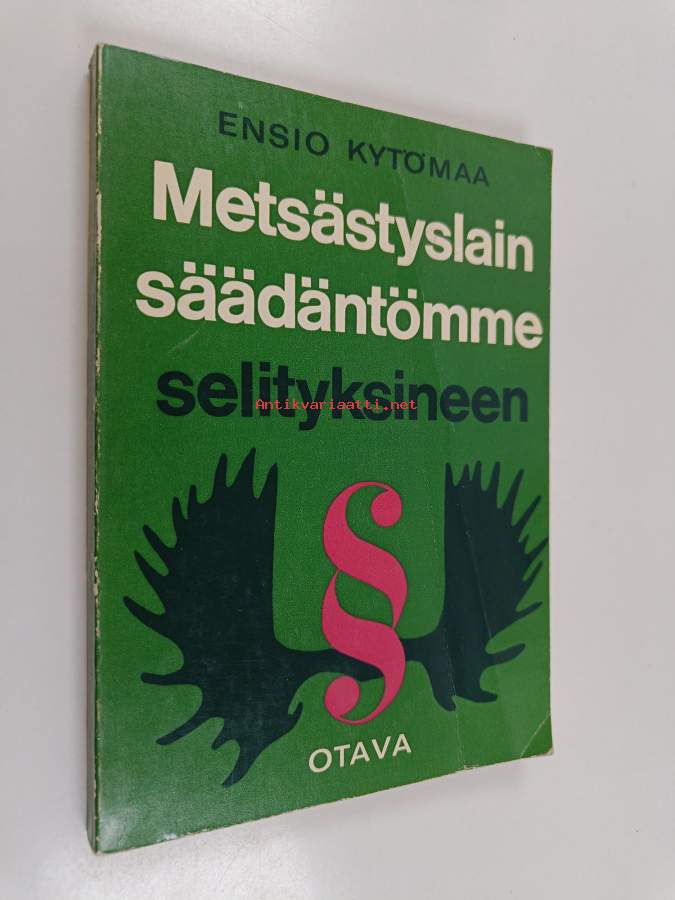 ENSIO KYTÖMAA
Metsästyslain
säädäntömme
selityksineen
Antikvariaatti.net
§
OTAVA